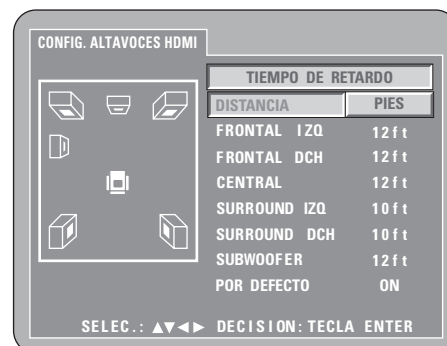 CONFIG. ALTAVOCES HDMI
TIEMPO DE RETARDO
DISTANCIA PIES
FRONTAL IZQ 12ft
FRONTAL DCH 12ft
CENTRAL 12ft
SURROUND IZQ 10ft
SURROUND DCH 10ft
SUBWOOFER 12ft
POR DEFECTO ON
SELEC.: ▲▼◄► DECISION: TECLA ENTER